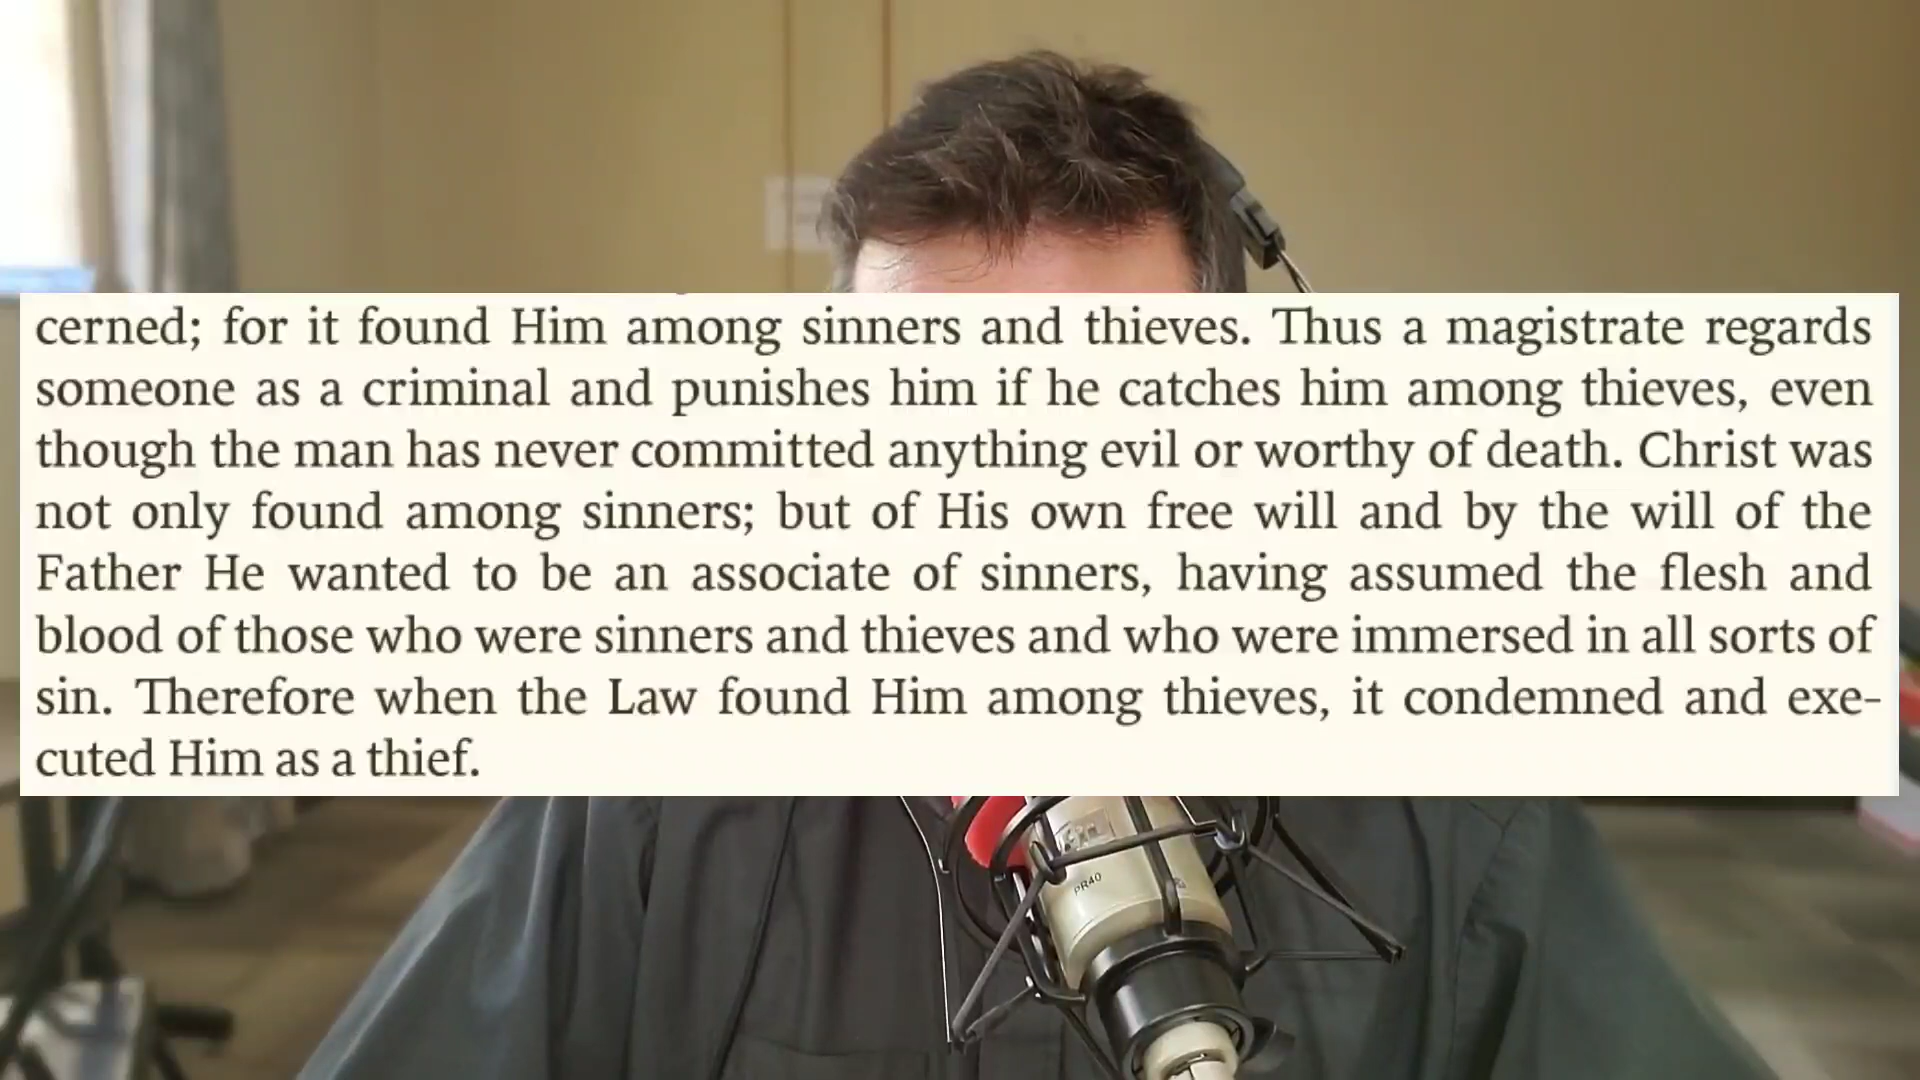 cerned; for it found Him among sinners and thieves. Thus a magistrate regards
someone as a criminal and punishes him if he catches him among thieves, even
though the man has never committed anything evil or worthy of death. Christ was
not only found among sinners; but of His own free will and by the will of the
Father He wanted to be an associate of sinners, having assumed the flesh and
blood of those who were sinners and thieves and who were immersed in all sorts of
sin. Therefore when the Law found Him among thieves, it condemned and exe-
cuted Him as a thief.
PR40